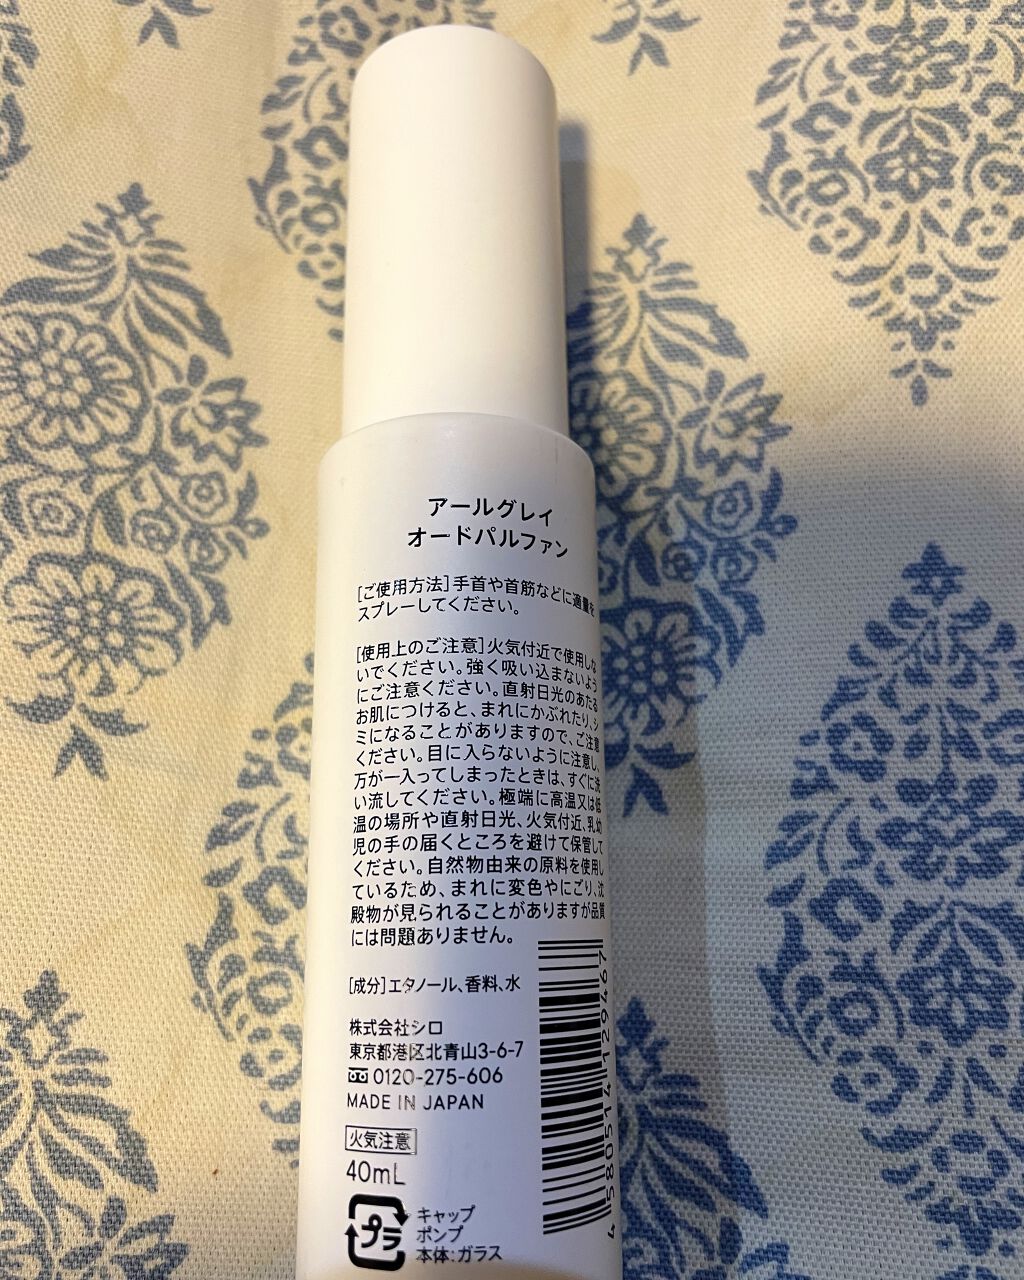 アールグレイ
オードパルファン
[ご使用方法]手首や首筋などに適量を
スプレーしてください。
[使用上のご注意]火気付近で使用しな
いでください。強く吸い込まないよう
にご注意ください。直射日光のあたる
お肌につけると、まれにかぶれたり、シ
ミになることがありますので、ご注意
ください。目に入らないように注意し、
万が一入ってしまったときは、すぐに洗
い流してください。極端に高温又は低
温の場所や直射日光、火気付近、乳幼
児の手の届くところを避けて保管して
ください。自然物由来の原料を使用し
ているため、まれに変色やにごり、沈
殿物が見られることがありますが品質
には問題ありません。
[成分]エタノール、香料、水
株式会社シロ
東京都港区北青山3-6-7
0120-275-606
MADE IN JAPAN
火気注意
40mL
プラ
キャップ
ポンプ
本体:ガラス
4580514129467